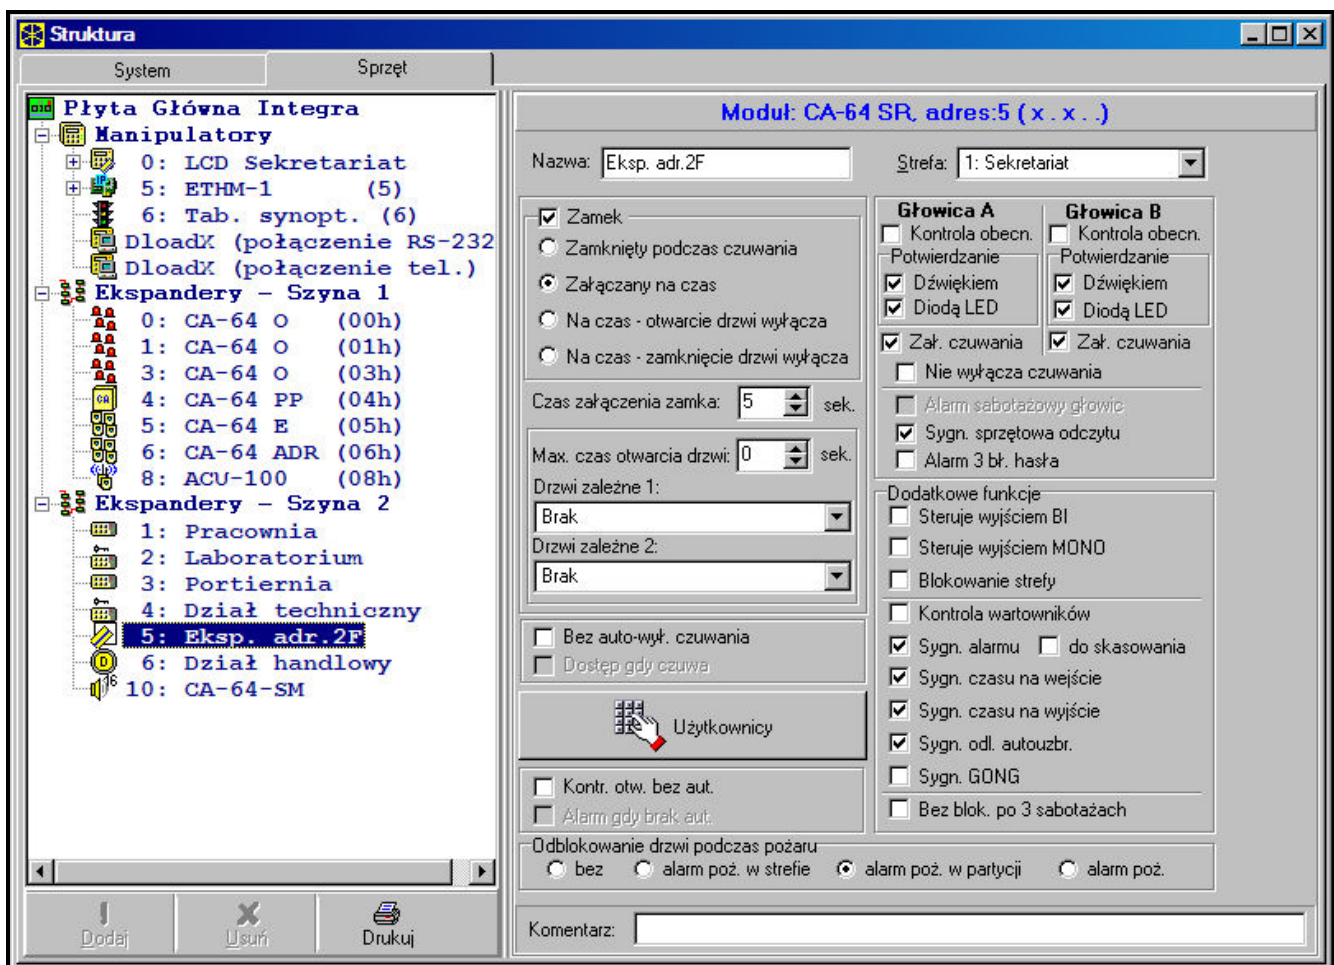 Struktura
System
Sprzęt
Płyta Główna Integra
Manipulatory
0: LCD Sekretariat
5: ETHM-1 (5)
6: Tab. synopt. (6)
DloadX (połączenie RS-232
DloadX (połączenie tel.)
Ekspandery – Szyna 1
0: CA-64 O (00h)
1: CA-64 O (01h)
3: CA-64 O (03h)
4: CA-64 PP (04h)
5: CA-64 E (05h)
6: CA-64 ADR (06h)
8: ACU-100 (08h)
Ekspandery – Szyna 2
1: Pracownia
2: Laboratorium
3: Portiernia
4: Dział techniczny
5: Eksp. adr.2F
6: Dział handlowy
10: CA-64-SM
Dodaj
Usuń
Drukuj
Moduł: CA-64 SR, adres:5 ( x . x . .)
Nazwa: Eksp. adr.2F
Strefa: 1: Sekretariat
Zamek
Zamknięty podczas czuwania
Załączany na czas
Na czas - otwarcie drzwi wyłącza
Na czas - zamknięcie drzwi wyłącza
Czas załączenia zamka: 5 sek.
Max. czas otwarcia drzwi: 0 sek.
Drzwi zależne 1:
Brak
Drzwi zależne 2:
Brak
Bez auto-wył. czuwania
Dostęp gdy czuwa
Użytkownicy
Kontr. otw. bez aut.
Alarm gdy brak aut.
Głowica A Głowica B
Kontrola obecn. Kontrola obecn.
Potwierdzanie Potwierdzanie
Dźwiękiem Dźwiękiem
Diodą LED Diodą LED
Zał. czuwania Zał. czuwania
Nie wyłącza czuwania
Alarm sabotażowy głowic
Sygn. sprzętowa odczytu
Alarm 3 bł. hasła
Dodatkowe funkcje
Steruje wyjściem BI
Steruje wyjściem MONO
Blokowanie strefy
Kontrola wartowników
Sygn. alarmu do skasowania
Sygn. czasu na wejście
Sygn. czasu na wyjście
Sygn. odl. autouzbr.
Sygn. GONG
Bez blok. po 3 sabotażach
Odblokowanie drzwi podczas pożaru
bez alarm poż. w strefie alarm poż. w partycji alarm poż.
Komentarz: